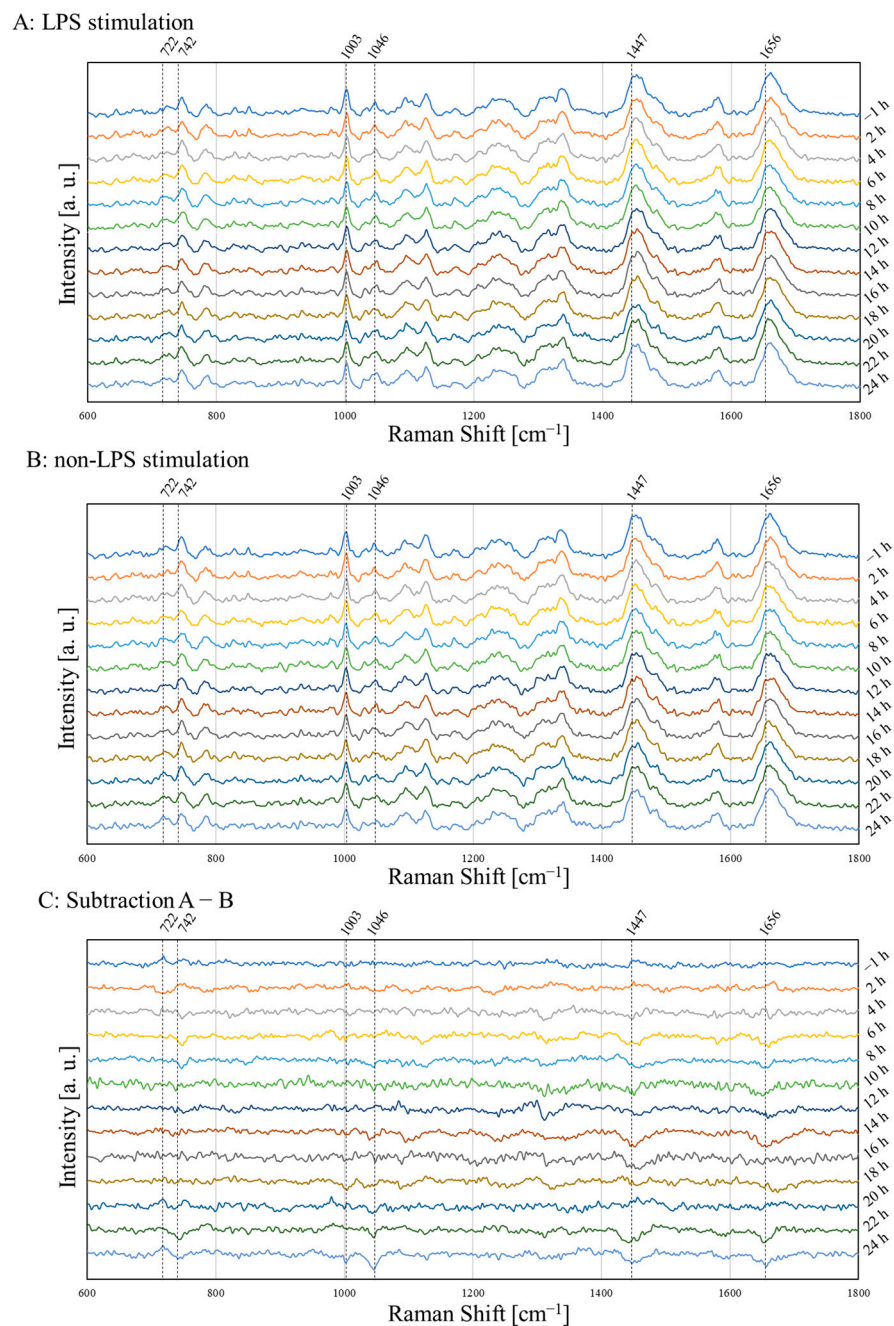 A: LPS stimulation
722 742 1003 1046 1447 1656
−1 h
2 h
4 h
6 h
8 h
10 h
12 h
14 h
16 h
18 h
20 h
22 h
24 h
Intensity [a. u.]
600 800 1000 1200 1400 1600 1800
Raman Shift [cm⁻¹]
B: non-LPS stimulation
722 742 1003 1046 1447 1656
−1 h
2 h
4 h
6 h
8 h
10 h
12 h
14 h
16 h
18 h
20 h
22 h
24 h
Intensity [a. u.]
600 800 1000 1200 1400 1600 1800
Raman Shift [cm⁻¹]
C: Subtraction A − B
722 742 1003 1046 1447 1656
−1 h
2 h
4 h
6 h
8 h
10 h
12 h
14 h
16 h
18 h
20 h
22 h
24 h
Intensity [a. u.]
600 800 1000 1200 1400 1600 1800
Raman Shift [cm⁻¹]